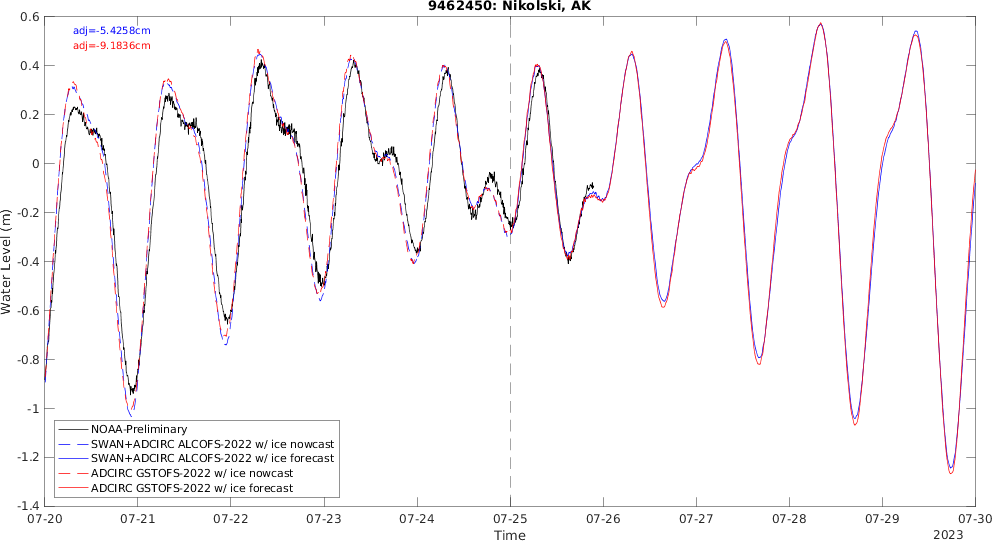 9462450: Nikolski, AK
adj=-5.4258cm
adj=-9.1836cm
0.6
0.4
0.2
0
-0.2
-0.4
-0.6
-0.8
-1
-1.2
-1.4
Water Level (m)
NOAA-Preliminary
SWAN+ADCIRC ALCOFS-2022 w/ ice nowcast
SWAN+ADCIRC ALCOFS-2022 w/ ice forecast
ADCIRC GSTOFS-2022 w/ ice nowcast
ADCIRC GSTOFS-2022 w/ ice forecast
07-20 07-21 07-22 07-23 07-24 07-25 07-26 07-27 07-28 07-29 07-30
Time
2023